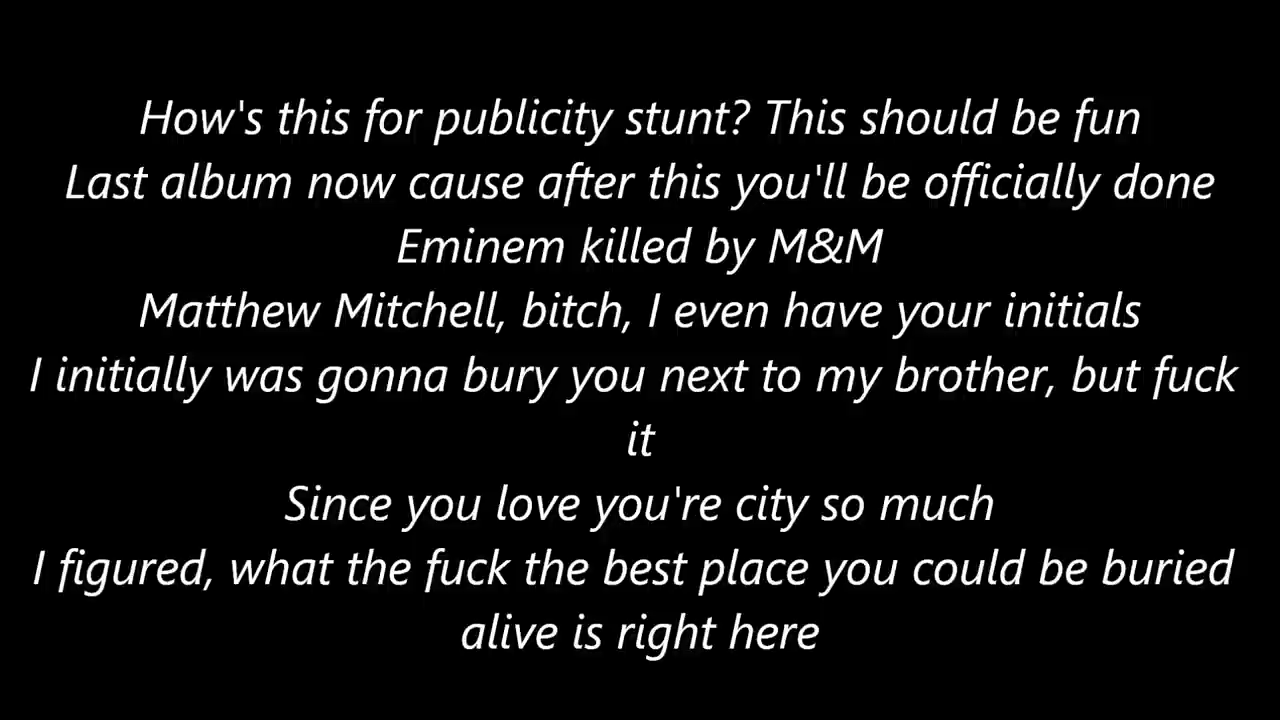 How's this for publicity stunt? This should be fun
Last album now cause after this you'll be officially done
Eminem killed by M&M
Matthew Mitchell, bitch, I even have your initials
I initially was gonna bury you next to my brother, but fuck
it
Since you love you're city so much
I figured, what the fuck the best place you could be buried
alive is right here